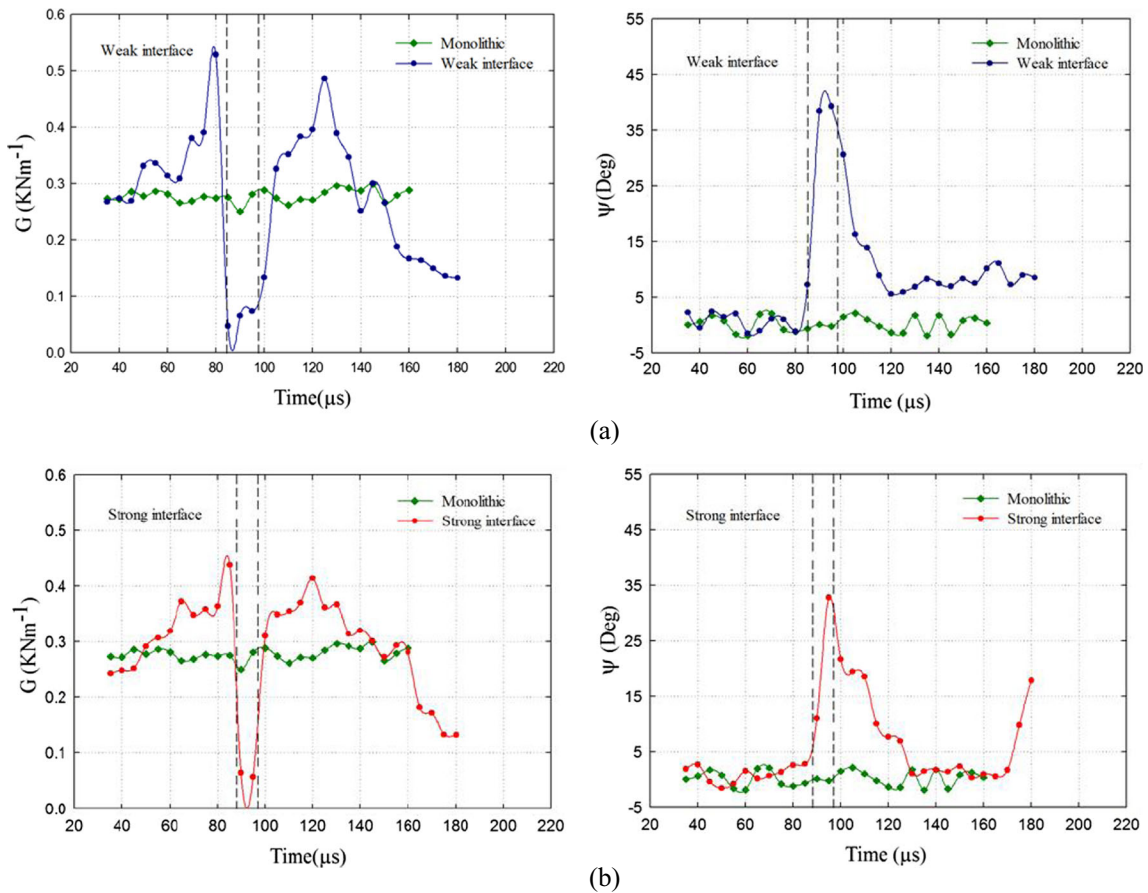 0.6
0.5
0.4
0.3
0.2
0.1
0.0
G (KNm⁻¹)
Weak interface
Monolithic
Weak interface
20 40 60 80 100 120 140 160 180 200 220
Time(µs)
55
45
35
25
15
5
-5
Ψ(Deg)
Weak interface
Monolithic
Weak interface
20 40 60 80 100 120 140 160 180 200 220
Time (µs)
(a)
0.6
0.5
0.4
0.3
0.2
0.1
0.0
G (KNm⁻¹)
Strong interface
Monolithic
Strong interface
20 40 60 80 100 120 140 160 180 200 220
Time(µs)
55
45
35
25
15
5
-5
Ψ (Deg)
Strong interface
Monolithic
Strong interface
20 40 60 80 100 120 140 160 180 200 220
Time (µs)
(b)